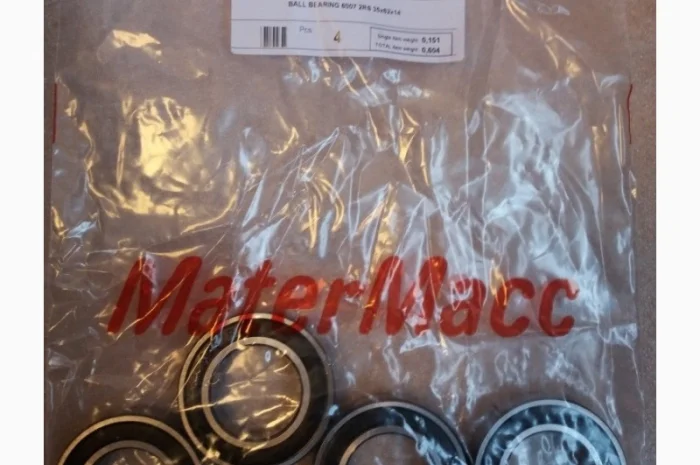 BALL BEARING 6007 2RS 35x62x14
Pcs: 4
Single item weight: 0,151
TOTAL item weight: 0,604
MaterMacc